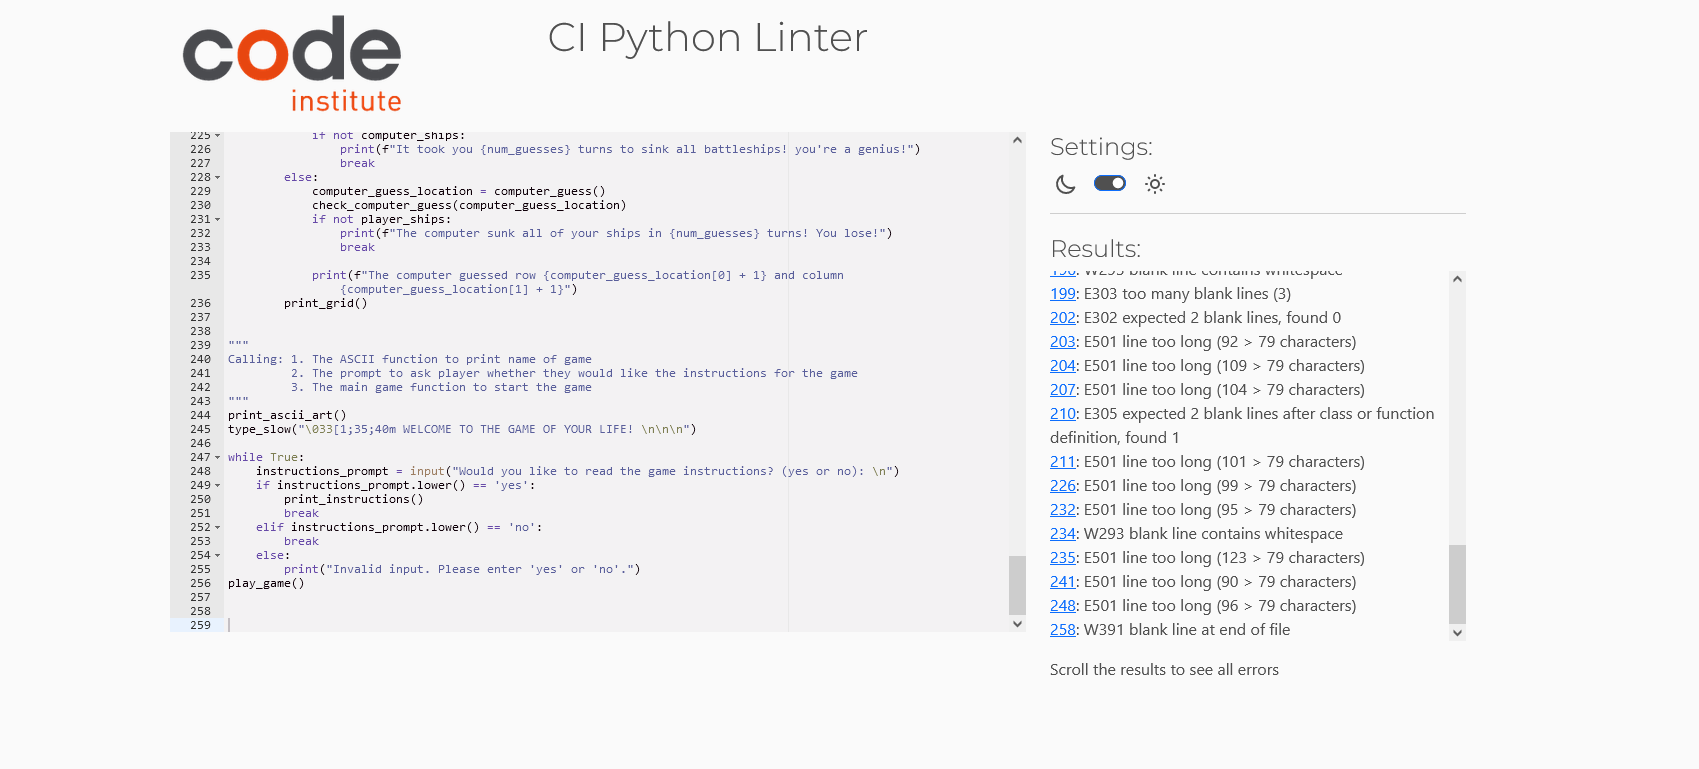 code
institute
CI Python Linter
225 if not computer_ships:
226 print(f"It took you {num_guesses} turns to sink all battleships! you're a genius!")
227 break
228 else:
229 computer_guess_location = computer_guess()
230 check_computer_guess(computer_guess_location)
231 if not player_ships:
232 print(f"The computer sunk all of your ships in {num_guesses} turns! You lose!")
233 break
234
235 print(f"The computer guessed row {computer_guess_location[0] + 1} and column
{computer_guess_location[1] + 1}")
236 print_grid()
237
238
239 """
240 Calling: 1. The ASCII function to print name of game
241 2. The prompt to ask player whether they would like the instructions for the game
242 3. The main game function to start the game
243 """
244 print_ascii_art()
245 type_slow("\033[1;35;40m WELCOME TO THE GAME OF YOUR LIFE! \n\n\n")
246
247 while True:
248 instructions_prompt = input("Would you like to read the game instructions? (yes or no): \n")
249 if instructions_prompt.lower() == 'yes':
250 print_instructions()
251 break
252 elif instructions_prompt.lower() == 'no':
253 break
254 else:
255 print("Invalid input. Please enter 'yes' or 'no'.")
256 play_game()
257
258
259
Settings:
Results:
W293 blank line contains whitespace
199: E303 too many blank lines (3)
202: E302 expected 2 blank lines, found 0
203: E501 line too long (92 > 79 characters)
204: E501 line too long (109 > 79 characters)
207: E501 line too long (104 > 79 characters)
210: E305 expected 2 blank lines after class or function
definition, found 1
211: E501 line too long (101 > 79 characters)
226: E501 line too long (99 > 79 characters)
232: E501 line too long (95 > 79 characters)
234: W293 blank line contains whitespace
235: E501 line too long (123 > 79 characters)
241: E501 line too long (90 > 79 characters)
248: E501 line too long (96 > 79 characters)
258: W391 blank line at end of file
Scroll the results to see all errors